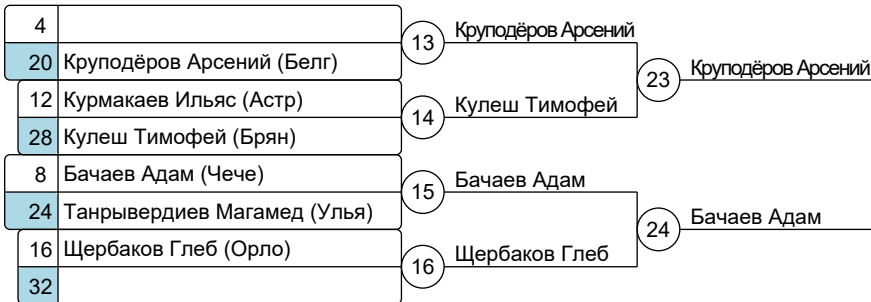 4
20 Круподёров Арсений (Белг)
12 Курмакаев Ильяс (Астр)
28 Кулеш Тимофей (Брян)
8 Бачаев Адам (Чече)
24 Танрывердиев Магамед (Улья)
16 Щербаков Глеб (Орло)
32
13 Круподёров Арсений
14 Кулеш Тимофей
15 Бачаев Адам
16 Щербаков Глеб
23 Круподёров Арсений
24 Бачаев Адам